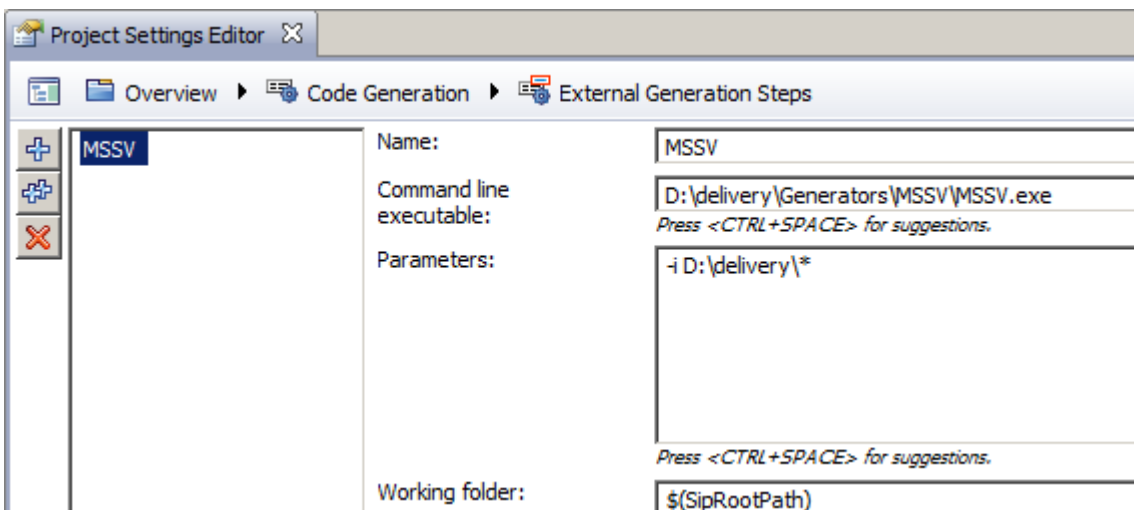 Project Settings Editor
Overview Code Generation External Generation Steps
MSSV
Name:
MSSV
Command line
executable:
D:\delivery\Generators\MSSV\MSSV.exe
Press <CTRL+SPACE> for suggestions.
Parameters:
-i D:\delivery\*
Press <CTRL+SPACE> for suggestions.
Working folder:
$(SipRootPath)